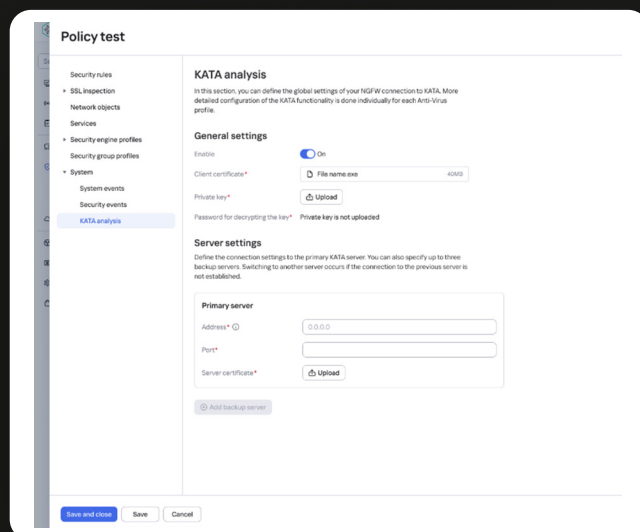 Policy test
Security rules
SSL inspection
Network objects
Services
Security engine profiles
Security group profiles
System
System events
Security events
KATA analysis
KATA analysis
In this section, you can define the global settings of your NGFW connection to KATA. More
detailed configuration of the KATA functionality is done individually for each Anti-Virus
profile.
General settings
Enable On
Client certificate* File name.exe 40MB
Private key* Upload
Password for decrypting the key* Private key is not uploaded
Server settings
Define the connection settings to the primary KATA server. You can also specify up to three
backup servers. Switching to another server occurs if the connection to the previous server is
not established.
Primary server
Address* 0.0.0.0
Port*
Server certificate* Upload
Add backup server
Save and close Save Cancel